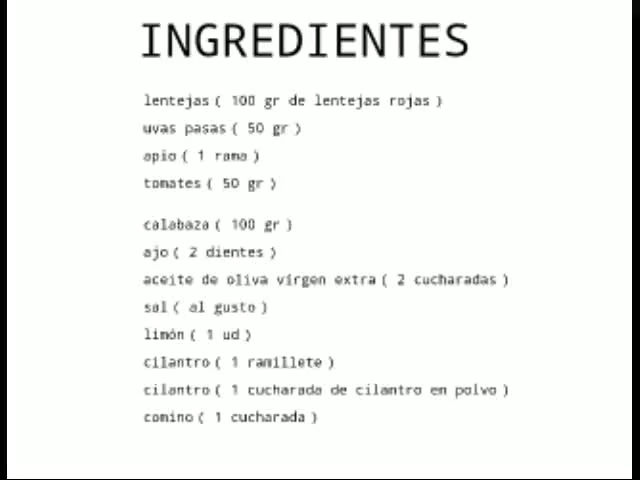 INGREDIENTES
lentejas ( 100 gr de lentejas rojas )
uvas pasas ( 50 gr )
apio ( 1 rama )
tomates ( 50 gr )
calabaza ( 100 gr )
ajo ( 2 dientes )
aceite de oliva virgen extra ( 2 cucharadas )
sal ( al gusto )
limón ( 1 ud )
cilantro ( 1 ramillete )
cilantro ( 1 cucharada de cilantro en polvo )
comino ( 1 cucharada )